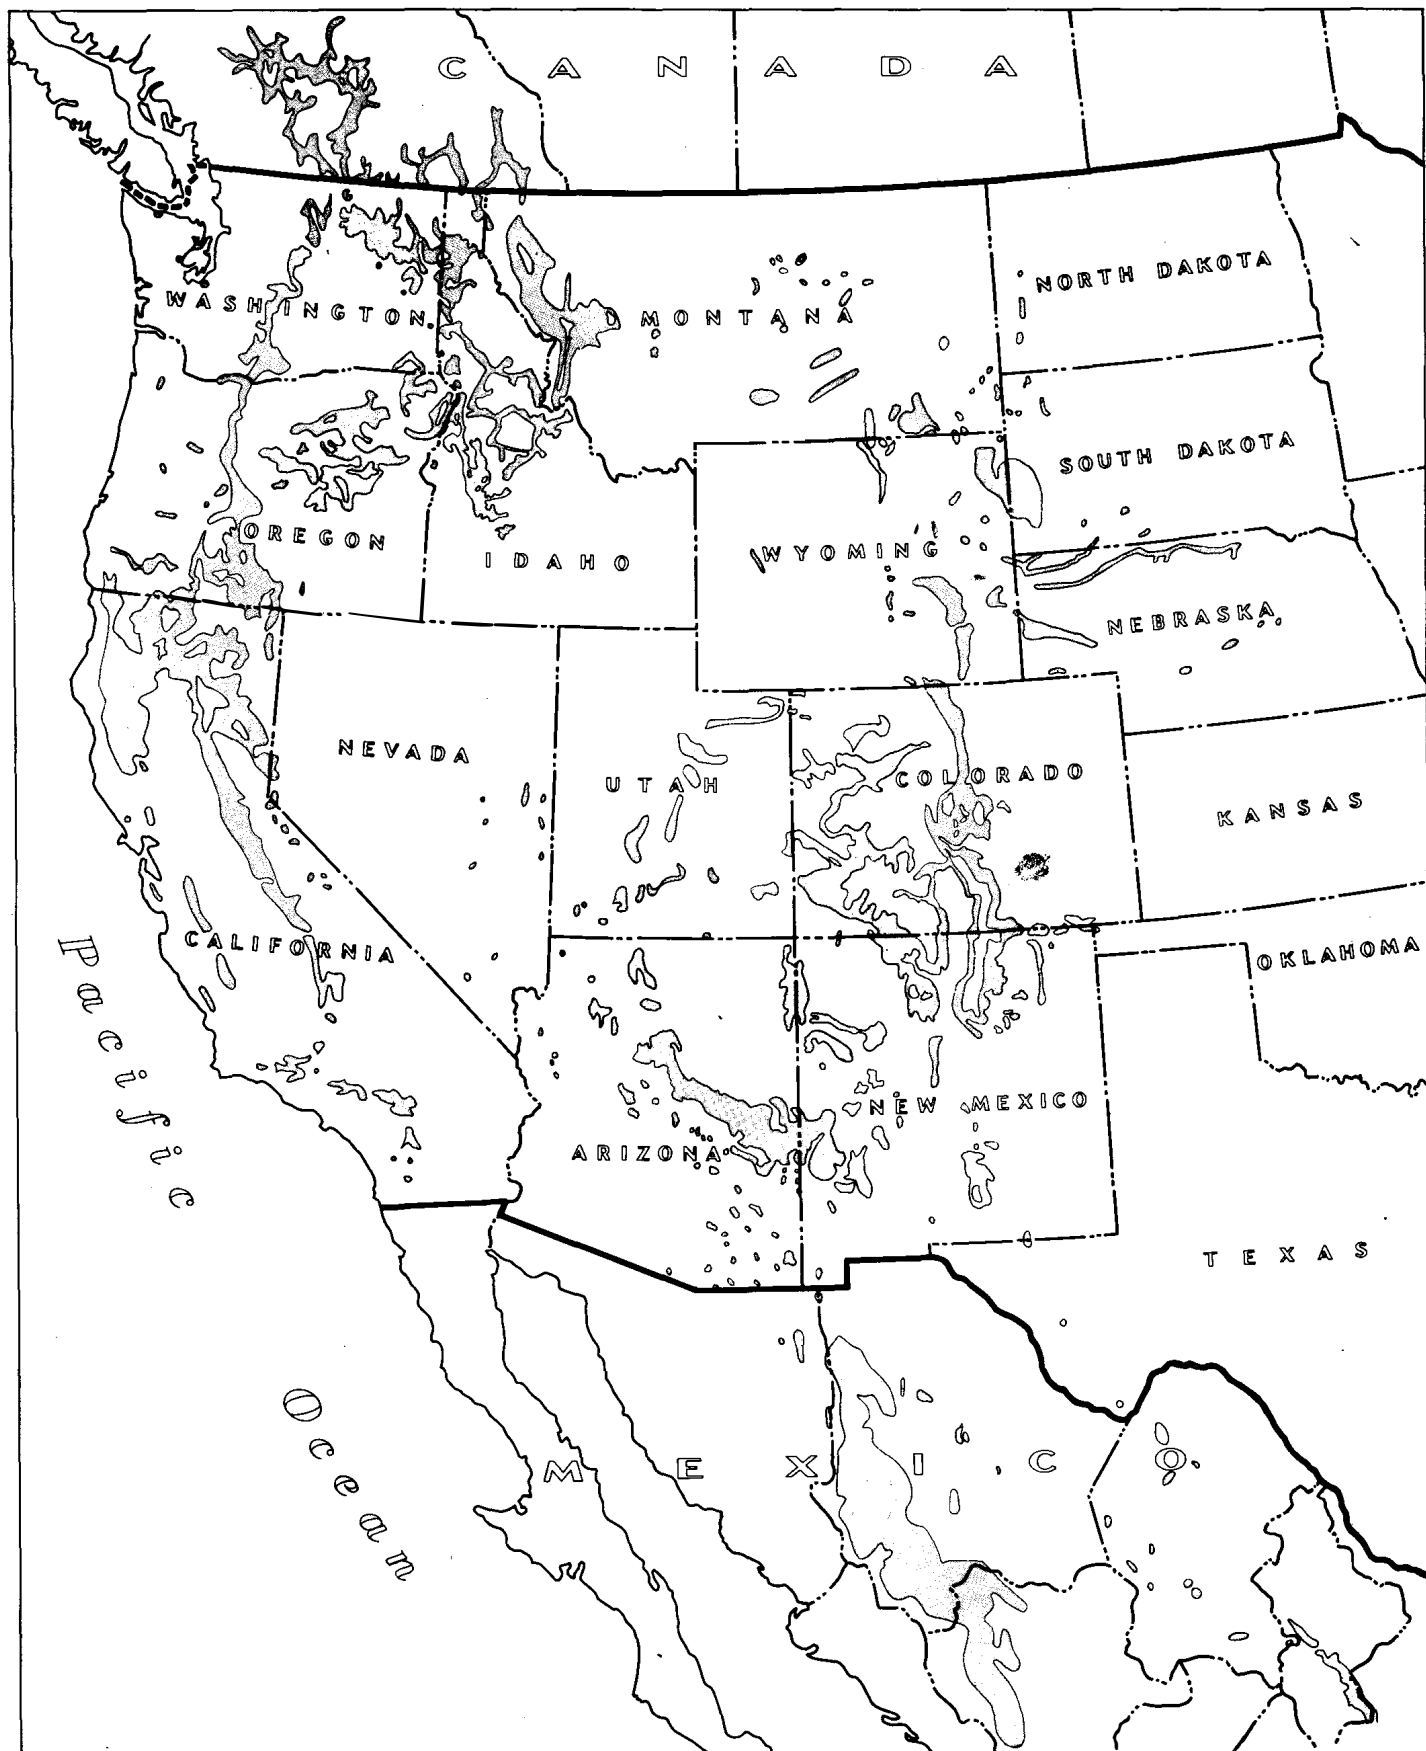 CANADA
WASHINGTON
MONTANA
NORTH DAKOTA
SOUTH DAKOTA
OREGON
IDAHO
WYOMING
NEBRASKA
NEVADA
UTAH
COLORADO
KANSAS
CALIFORNIA
OKLAHOMA
ARIZONA
NEW MEXICO
TEXAS
Pacific
Ocean
MEXICO